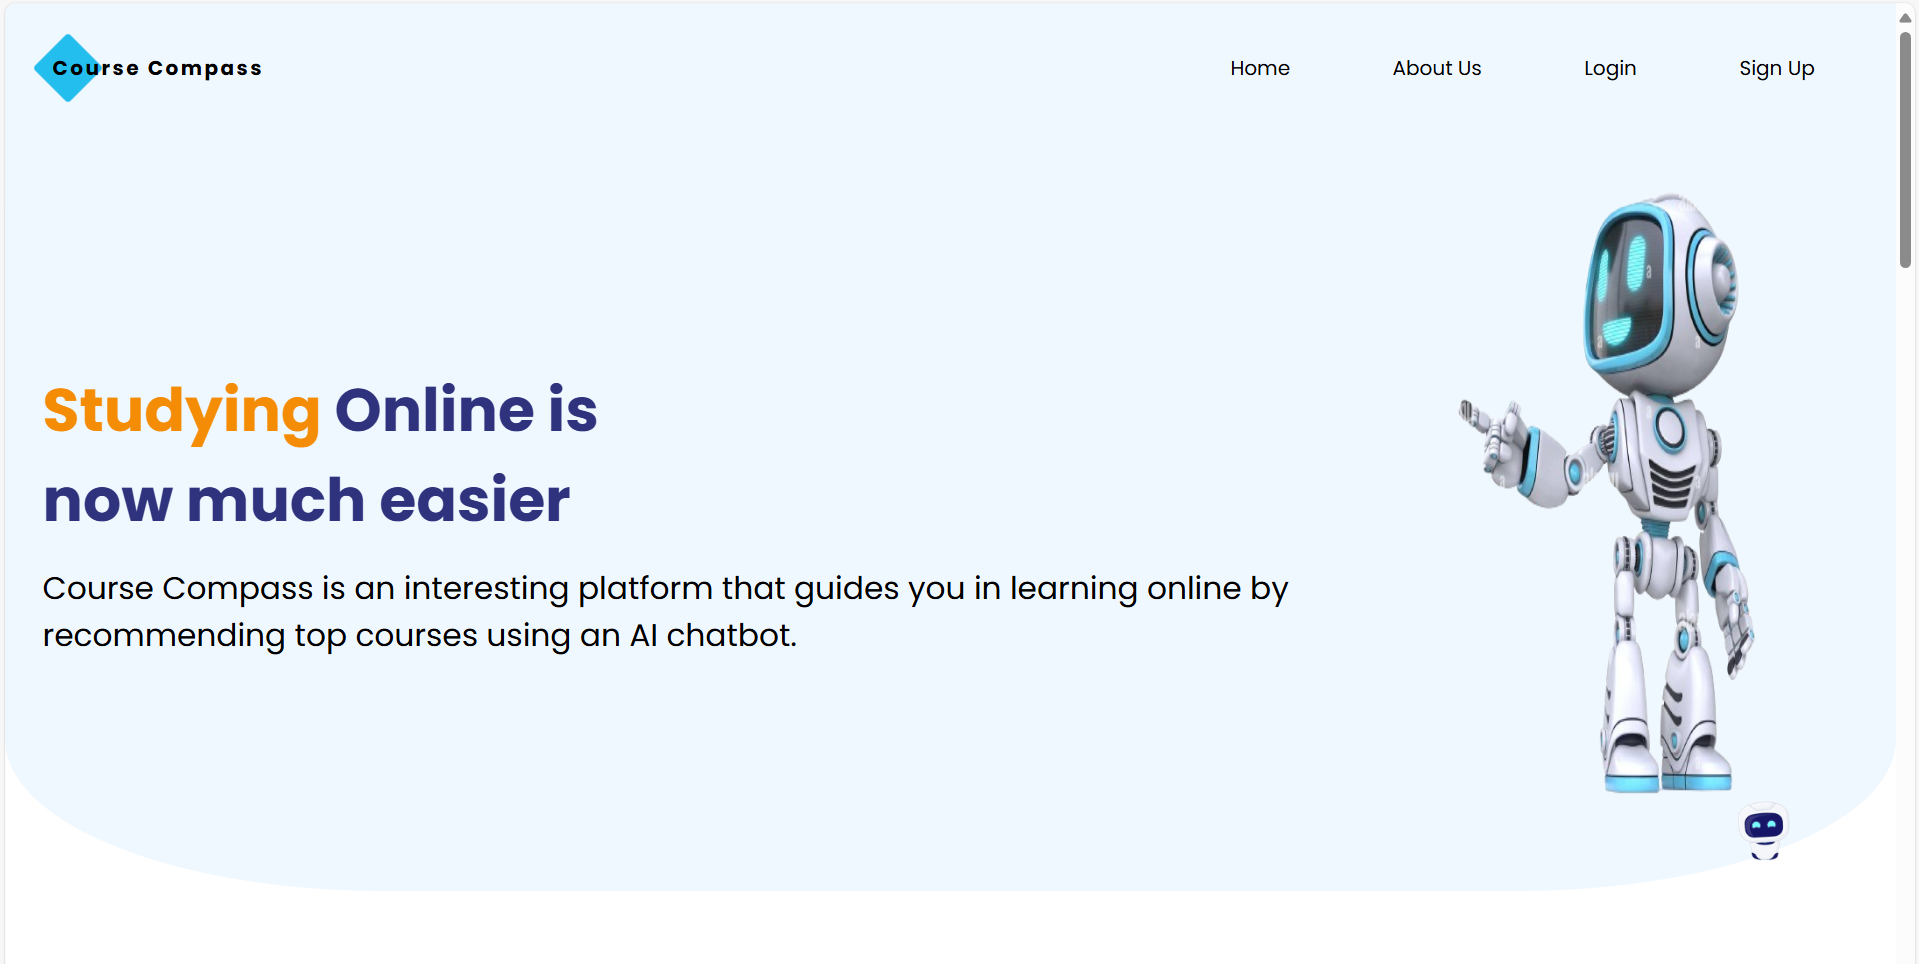 Course Compass
Home
About Us
Login
Sign Up
Studying Online is
now much easier
Course Compass is an interesting platform that guides you in learning online by
recommending top courses using an AI chatbot.